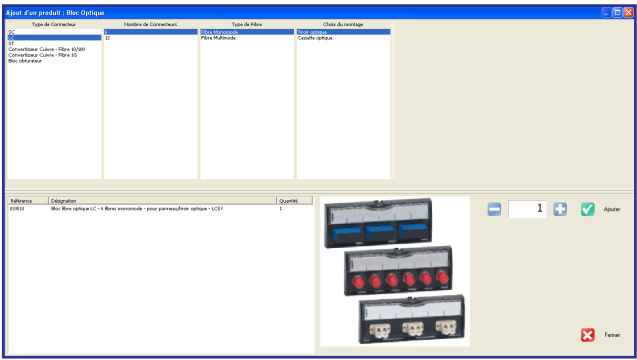 Ajout d'un produit : Bloc Optique
Type de Connecteur
Nombre de Connecteurs
Type de Fibre
Choix du montage
SC
LC
ST
Convertisseur Cuivre - Fibre 10/100
Convertisseur Cuivre - Fibre 1G
Bloc obturateur
12
Fibre Monomode
Fibre Multimode
Tiroir optique
Cassette optique
Référence
Désignation
Quantité
Bloc fibre optique LC - 6 fibres monomode - pour panneau/tiroir optique - LCS²
1
1
Ajouter
Fermer